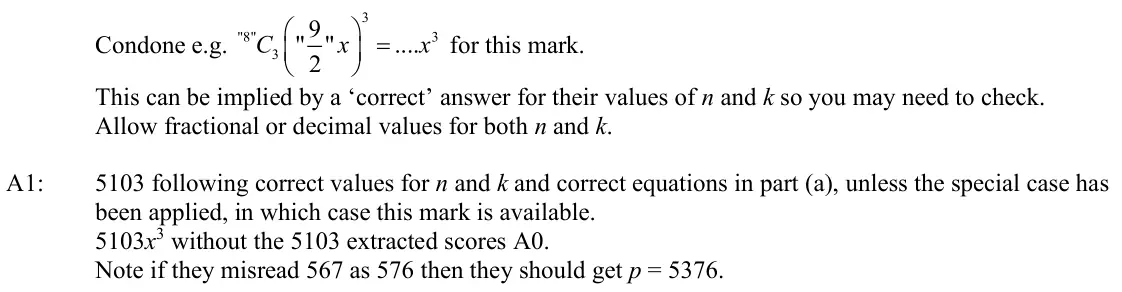 Condone e.g. "8"C₃("9/2"x)³ = ....x³ for this mark.
This can be implied by a ‘correct’ answer for their values of n and k so you may need to check.
Allow fractional or decimal values for both n and k.
A1: 5103 following correct values for n and k and correct equations in part (a), unless the special case has
been applied, in which case this mark is available.
5103x³ without the 5103 extracted scores A0.
Note if they misread 567 as 576 then they should get p = 5376.